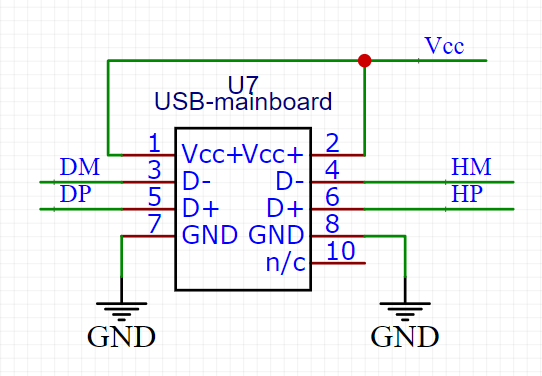 Vcc
U7
USB-mainboard
1 Vcc+ Vcc+ 2
DM 3 D- D- 4 HM
DP 5 D+ D+ 6 HP
7 GND GND 8
n/c 10
GND GND